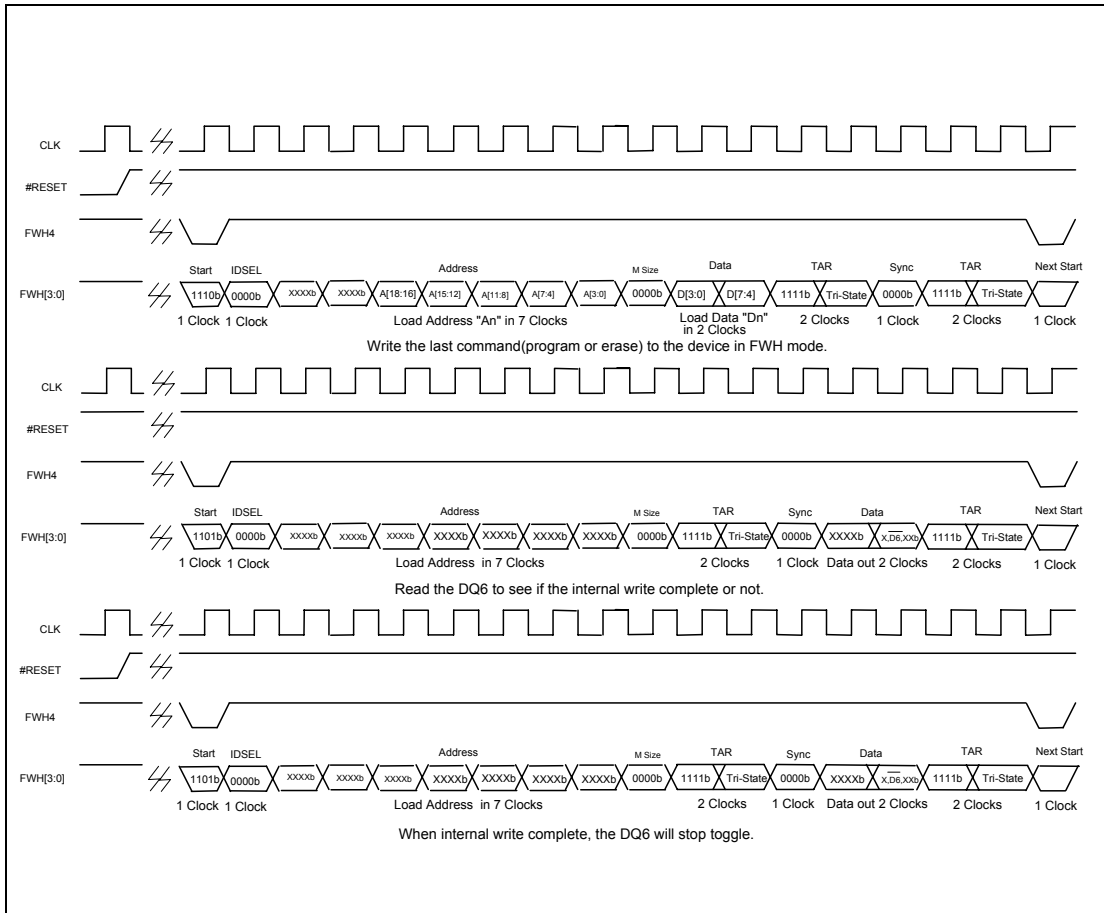 CLK
#RESET
FWH4
Start IDSEL Address M Size Data TAR Sync TAR Next Start
FWH[3:0] 1110b 0000b XXXXb XXXXb A[18:16] A[15:12] A[11:8] A[7:4] A[3:0] 0000b D[3:0] D[7:4] 1111b Tri-State 0000b 1111b Tri-State
1 Clock 1 Clock Load Address "An" in 7 Clocks Load Data "Dn" in 2 Clocks 2 Clocks 1 Clock 2 Clocks 1 Clock
Write the last command(program or erase) to the device in FWH mode.
CLK
#RESET
FWH4
Start IDSEL Address M Size TAR Sync Data TAR Next Start
FWH[3:0] 1101b 0000b XXXXb XXXXb XXXXb XXXXb XXXXb XXXXb XXXXb 0000b 1111b Tri-State 0000b XXXXb X,D6,XXb 1111b Tri-State
1 Clock 1 Clock Load Address in 7 Clocks 2 Clocks 1 Clock Data out 2 Clocks 2 Clocks 1 Clock
Read the DQ6 to see if the internal write complete or not.
CLK
#RESET
FWH4
Start IDSEL Address M Size TAR Sync Data TAR Next Start
FWH[3:0] 1101b 0000b XXXXb XXXXb XXXXb XXXXb XXXXb XXXXb XXXXb 0000b 1111b Tri-State 0000b XXXXb X,D6,XXb 1111b Tri-State
1 Clock 1 Clock Load Address in 7 Clocks 2 Clocks 1 Clock Data out 2 Clocks 2 Clocks 1 Clock
When internal write complete, the DQ6 will stop toggle.